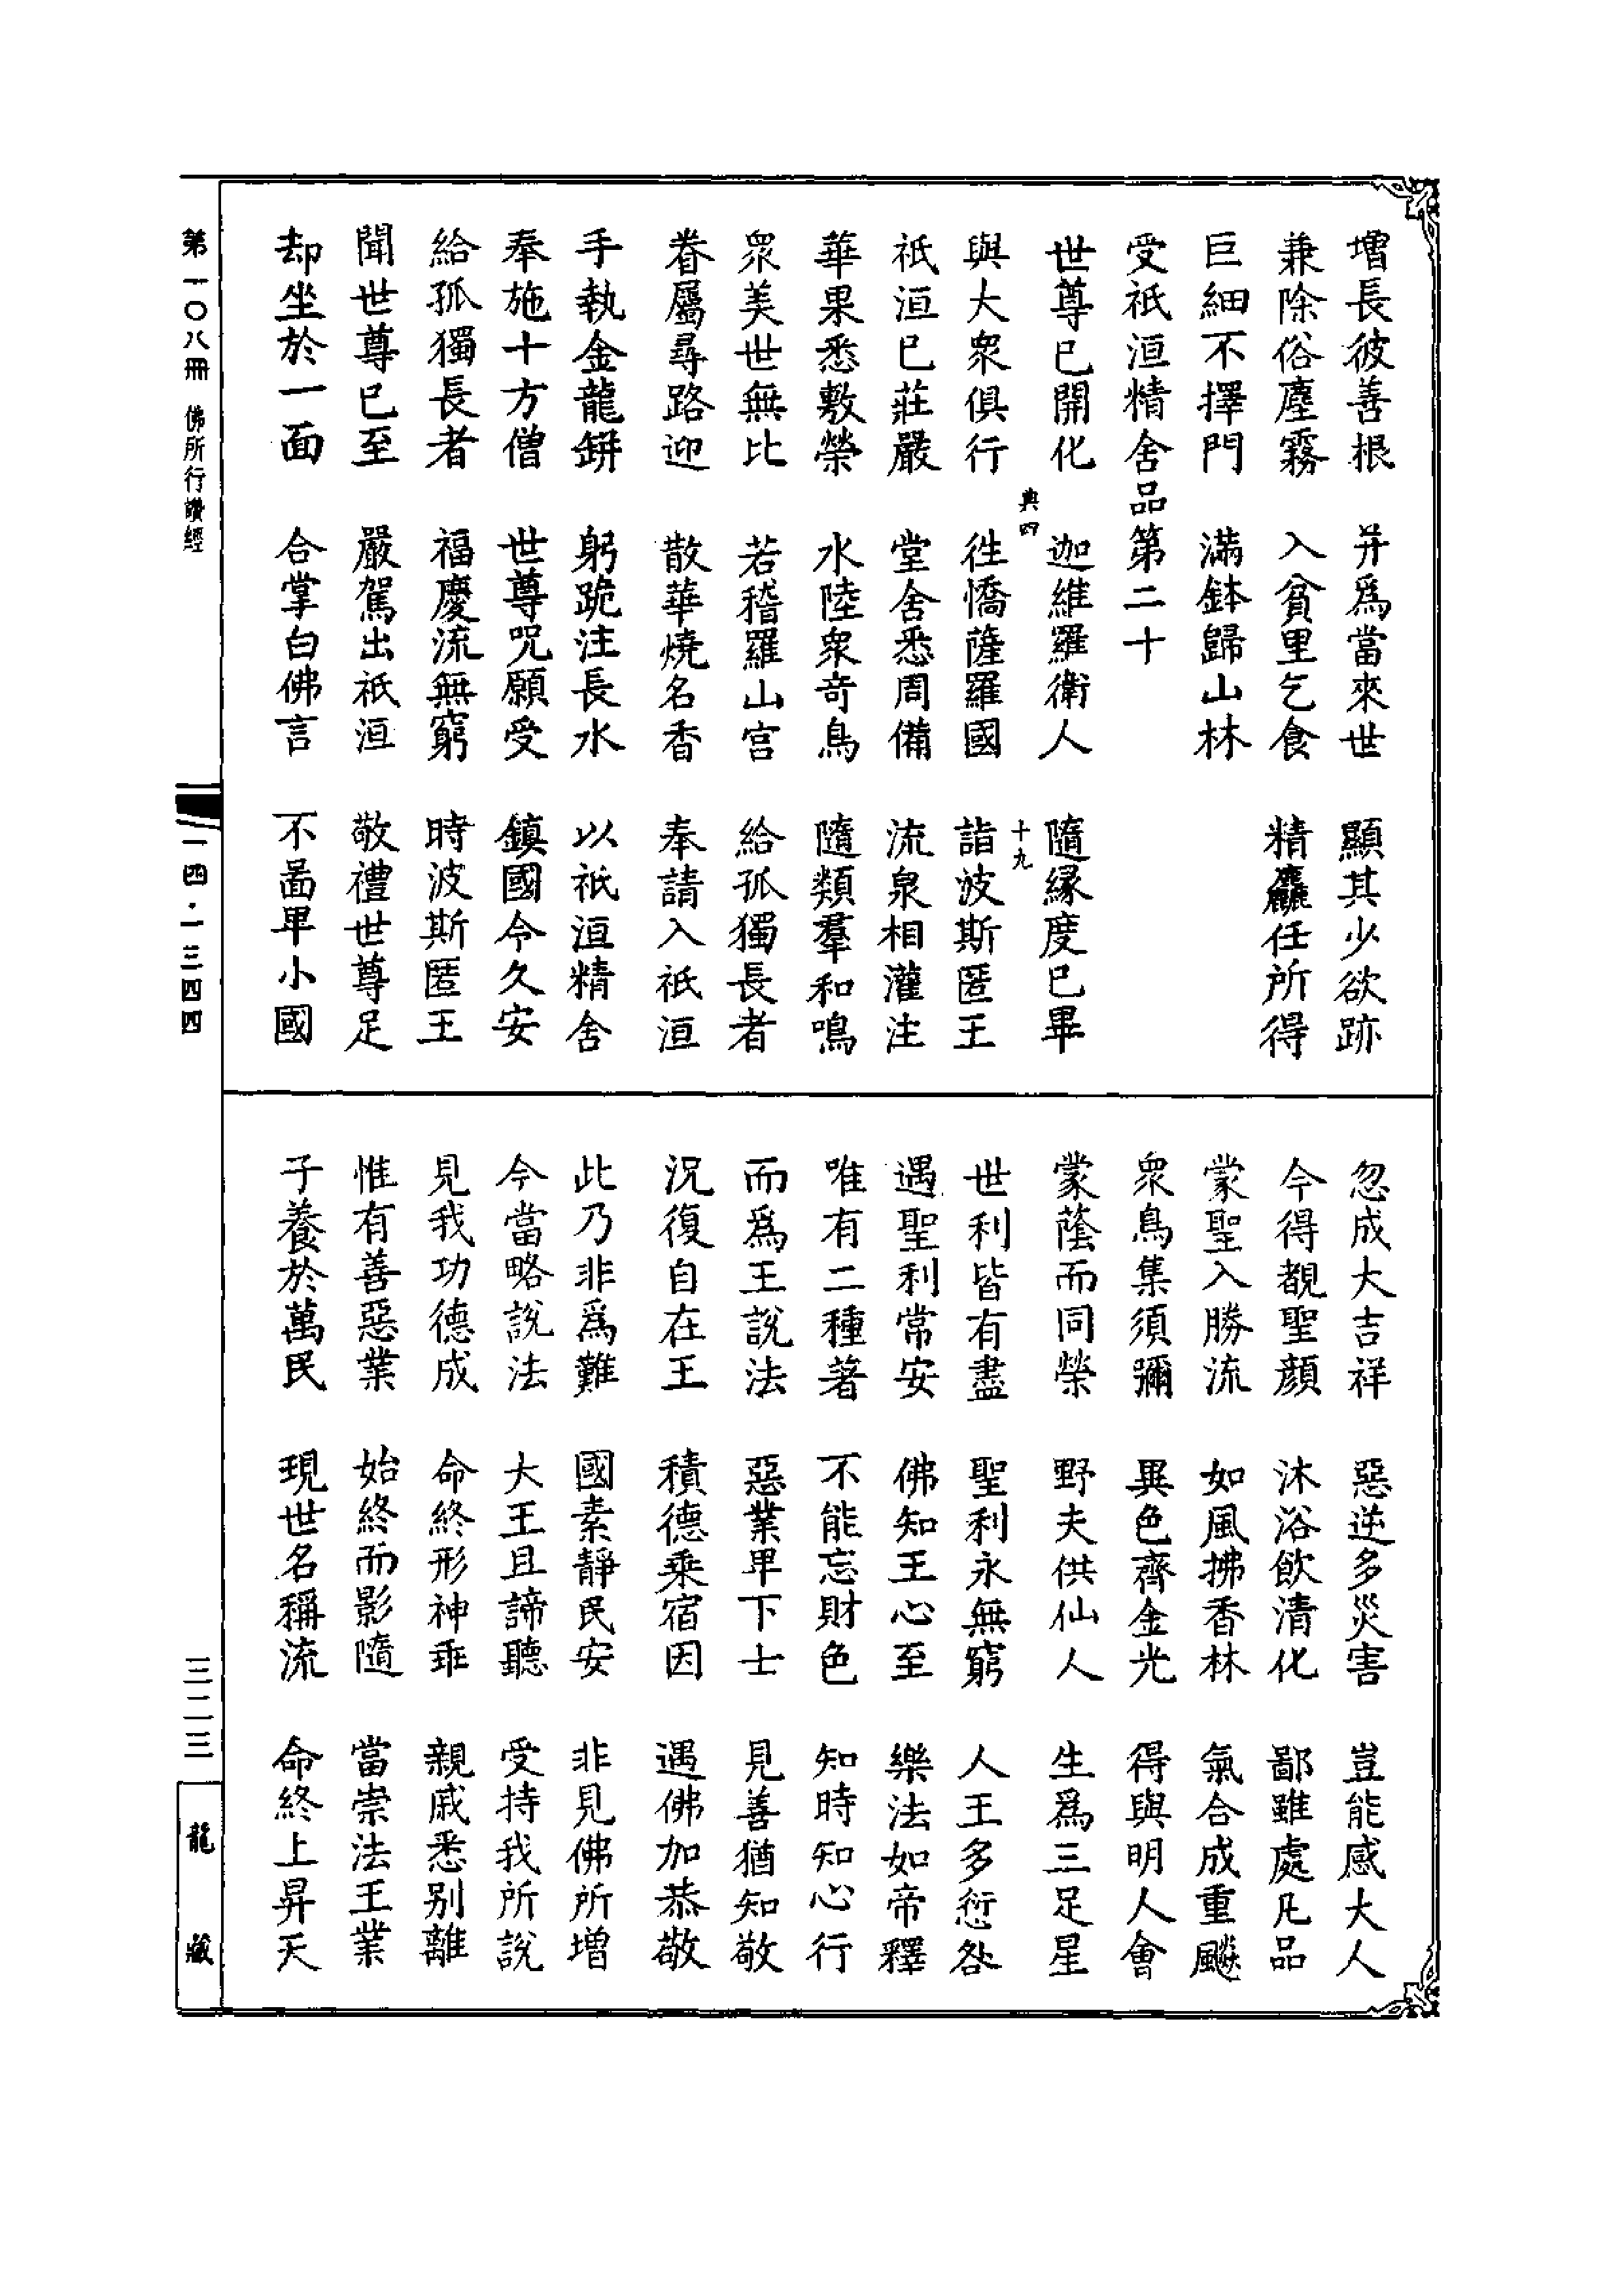 增長彼善根　并為當來世　顯其少欲跡
兼除俗塵霧　入貧里乞食　精麤任所得
巨細不擇門　滿鉢歸山林
受祇洹精舍品第二十
世尊已開化　迦維羅衛人　隨緣度已畢
典四　十九
與大眾俱行　往憍薩羅國　詣波斯匿王
祇洹已莊嚴　堂舍悉周備　流泉相灌注
華果悉敷榮　水陸眾奇鳥　隨類羣和鳴
眾美世無比　若稽羅山宮　給孤獨長者
眷屬尋路迎　散華燒名香　奉請入祇洹
手執金龍缾　躬跪注長水　以祇洹精舍
奉施十方僧　世尊呪願受　鎮國令久安
給孤獨長者　福慶流無窮　時波斯匿王
聞世尊已至　嚴駕出祇洹　敬禮世尊足
却坐於一面　合掌白佛言　不啚卑小國
忽成大吉祥　惡逆多災害　豈能感大人
今得覩聖顏　沐浴飲清化　鄙雖處凡品
蒙聖入勝流　如風拂香林　氣合成重飈
眾鳥集須彌　異色齊金光　得與明人會
蒙蔭而同榮　野夫供仙人　生為三足星
世利皆有盡　聖利永無窮　人王多愆咎
遇聖利常安　佛知王心至　樂法如帝釋
唯有二種著　不能忘財色　知時知心行
而為王說法　惡業卑下士　見善猶知敬
況復自在王　積德乘宿因　遇佛加恭敬
此乃非為難　國素靜民安　非見佛所增
今當略說法　大王且諦聽　受持我所說
見我功德成　命終形神乖　親戚悉別離
惟有善惡業　始終而影隨　當崇法王業
子養於萬民　現世名稱流　命終上昇天
第一〇八冊　佛所行讚經
一四·一三四四
三二三
龍藏